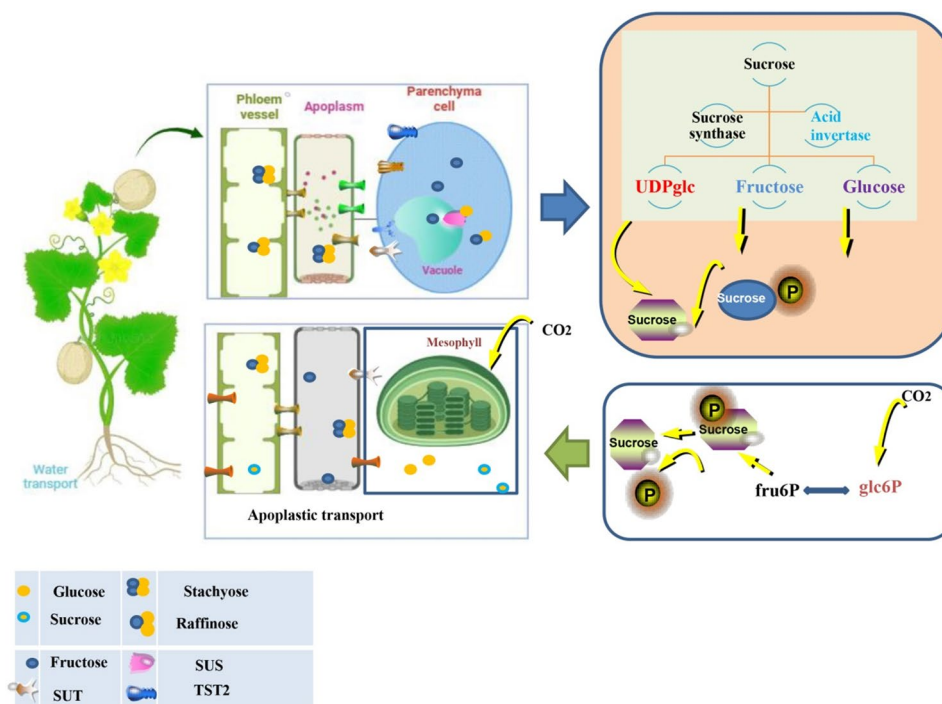 Phloem
vessel
Apoplasm
Parenchyma
cell
Vacuole
Water
transport
Mesophyll
CO2
Apoplastic transport
Sucrose
Sucrose
synthase
Acid
invertase
UDPglc
Fructose
Glucose
Sucrose
Sucrose
P
P
Sucrose
Sucrose
P
CO2
fru6P
glc6P
Glucose
Stachyose
Sucrose
Raffinose
Fructose
SUS
SUT
TST2